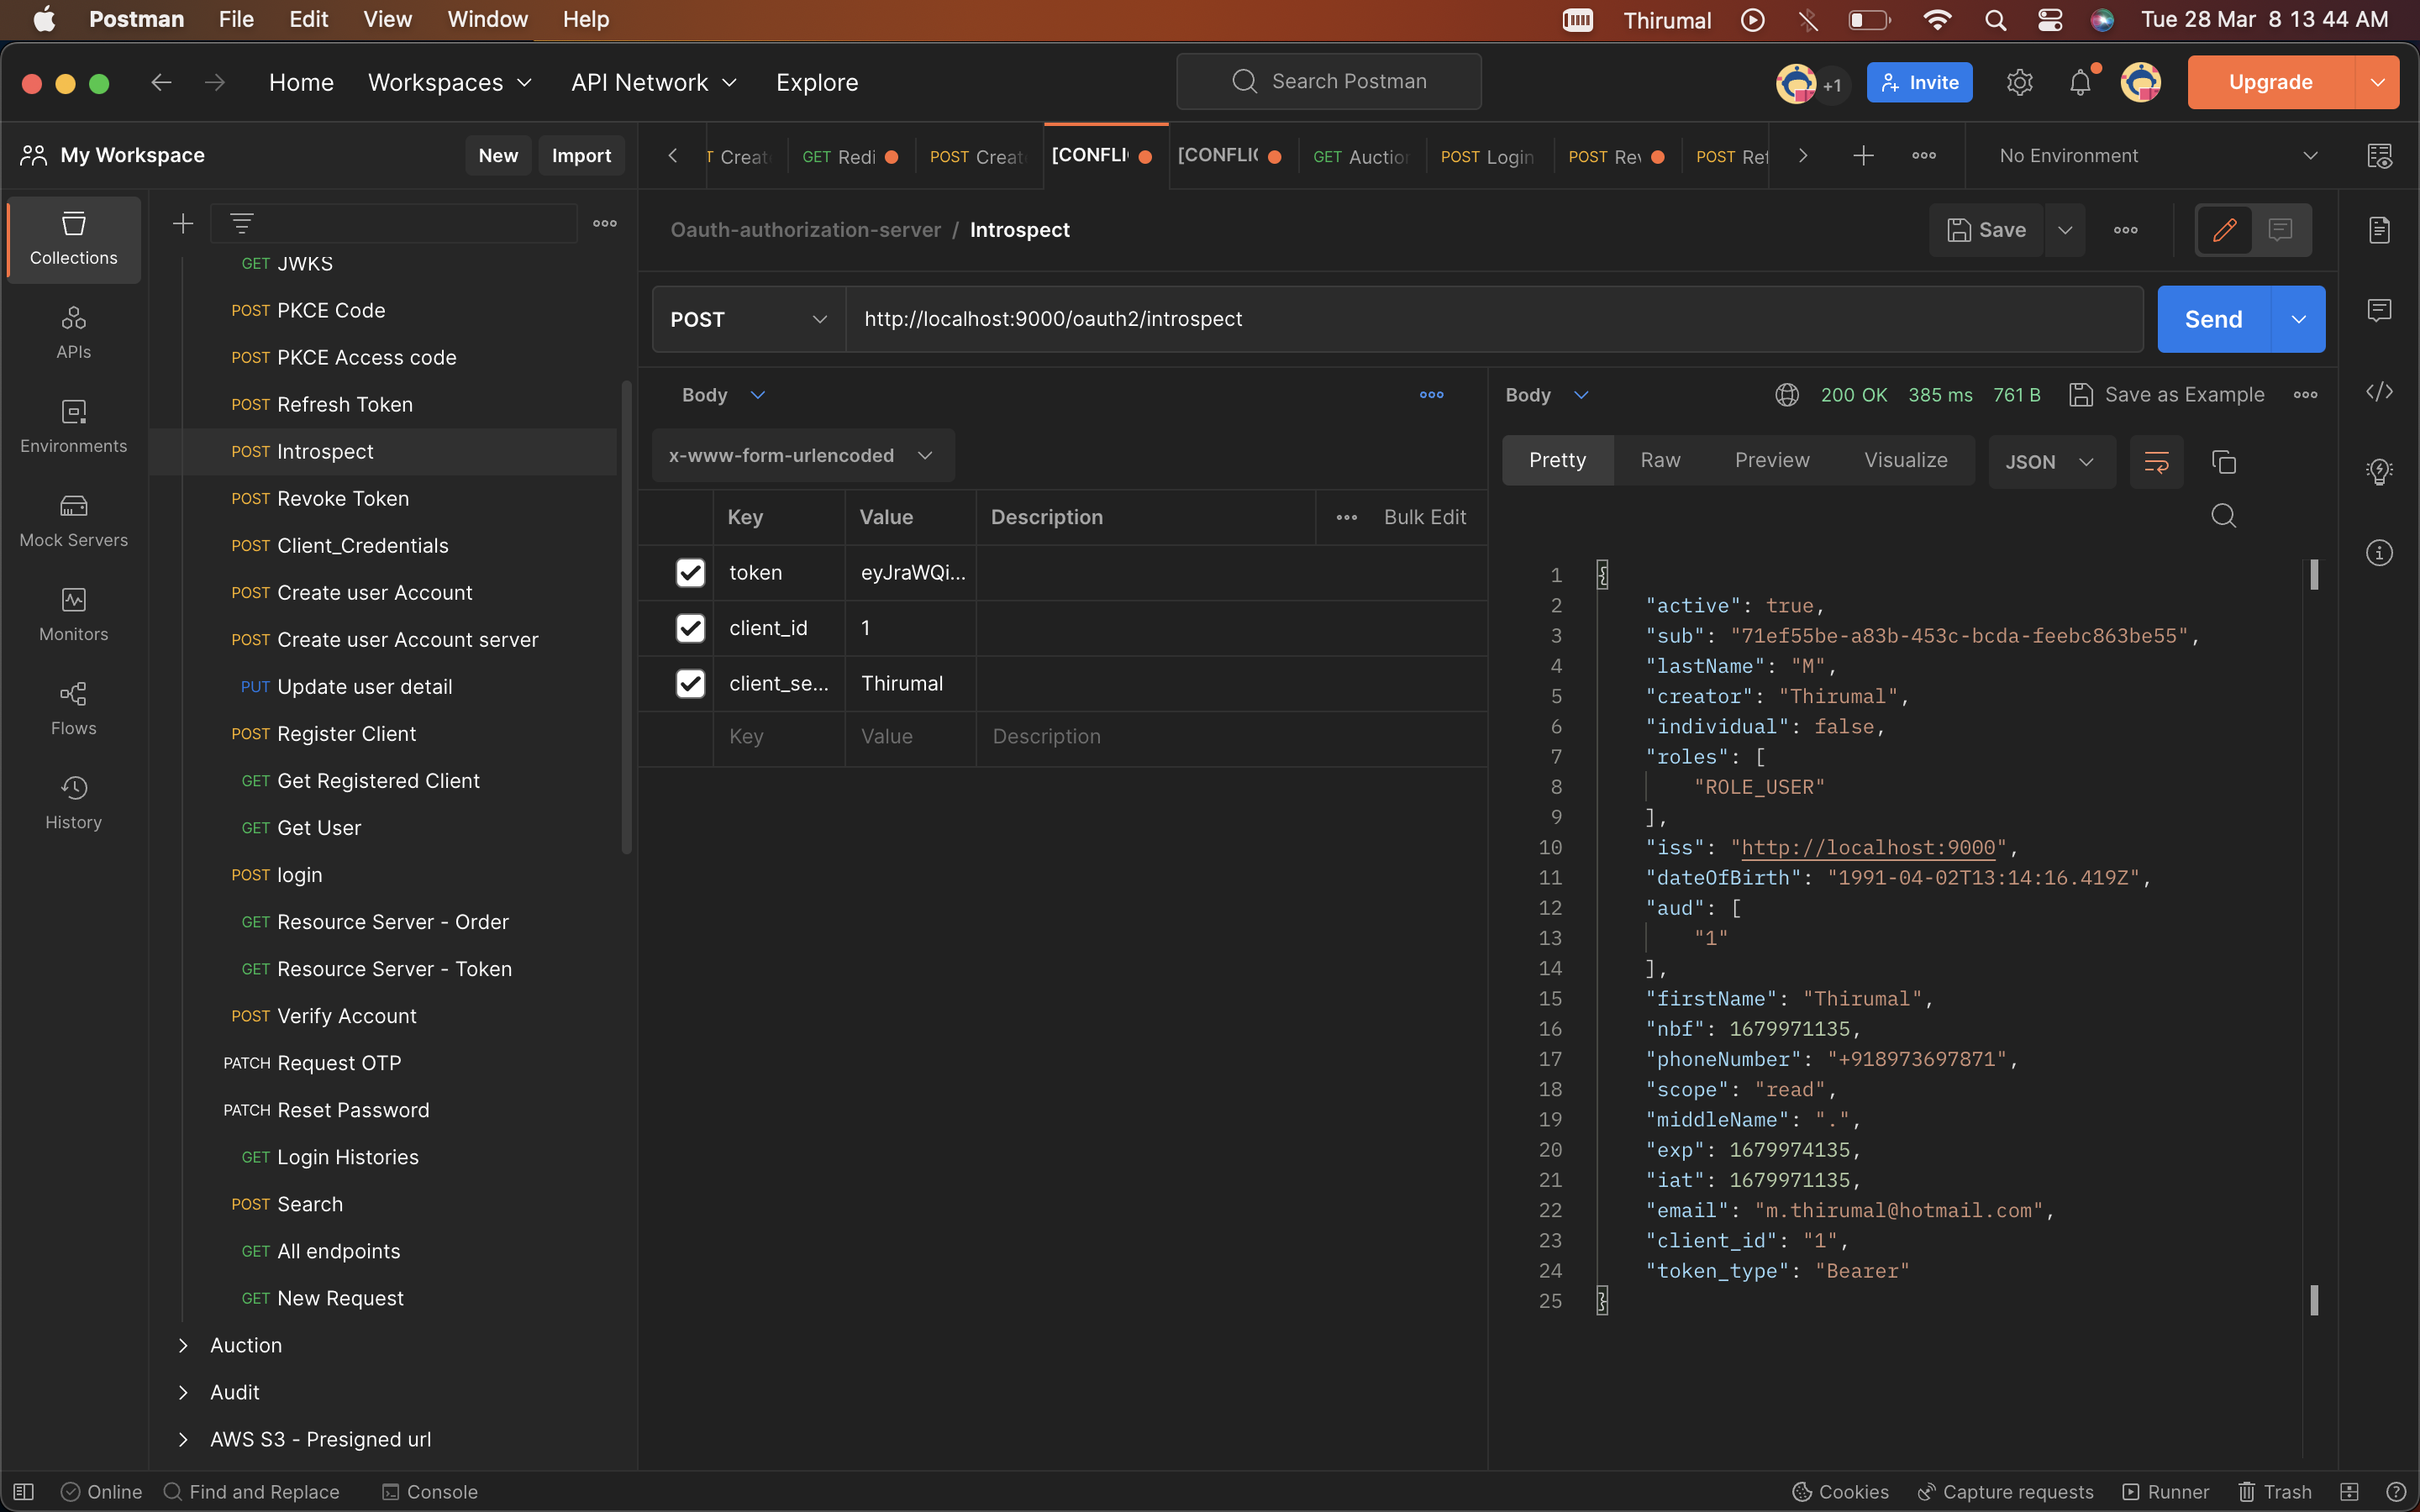 Postman File Edit View Window Help
Thirumal Tue 28 Mar 8 13 44 AM
Home Workspaces API Network Explore
Search Postman
+1 Invite Upgrade
My Workspace New Import
T Creat GET Redi POST Creat [CONFLI [CONFLI GET Auction POST Login POST Rev POST Ref
No Environment
Collections
APIs
Environments
Mock Servers
Monitors
Flows
History
GET JWKS
POST PKCE Code
POST PKCE Access code
POST Refresh Token
POST Introspect
POST Revoke Token
POST Client_Credentials
POST Create user Account
POST Create user Account server
PUT Update user detail
POST Register Client
GET Get Registered Client
GET Get User
POST login
GET Resource Server - Order
GET Resource Server - Token
POST Verify Account
PATCH Request OTP
PATCH Reset Password
GET Login Histories
POST Search
GET All endpoints
GET New Request
Auction
Audit
AWS S3 - Presigned url
Oauth-authorization-server / Introspect
Save
POST http://localhost:9000/oauth2/introspect
Send
Body
x-www-form-urlencoded
Key Value Description Bulk Edit
token eyJraWQi...
client_id 1
client_se... Thirumal
Key Value Description
Body 200 OK 385 ms 761 B Save as Example
Pretty Raw Preview Visualize JSON
1 {
2 "active": true,
3 "sub": "71ef55be-a83b-453c-bcda-feebc863be55",
4 "lastName": "M",
5 "creator": "Thirumal",
6 "individual": false,
7 "roles": [
8 "ROLE_USER"
9 ],
10 "iss": "http://localhost:9000",
11 "dateOfBirth": "1991-04-02T13:14:16.419Z",
12 "aud": [
13 "1"
14 ],
15 "firstName": "Thirumal",
16 "nbf": 1679971135,
17 "phoneNumber": "+918973697871",
18 "scope": "read",
19 "middleName": ".",
20 "exp": 1679974135,
21 "iat": 1679971135,
22 "email": "m.thirumal@hotmail.com",
23 "client_id": "1",
24 "token_type": "Bearer"
25 }
Online Find and Replace Console
Cookies Capture requests Runner Trash